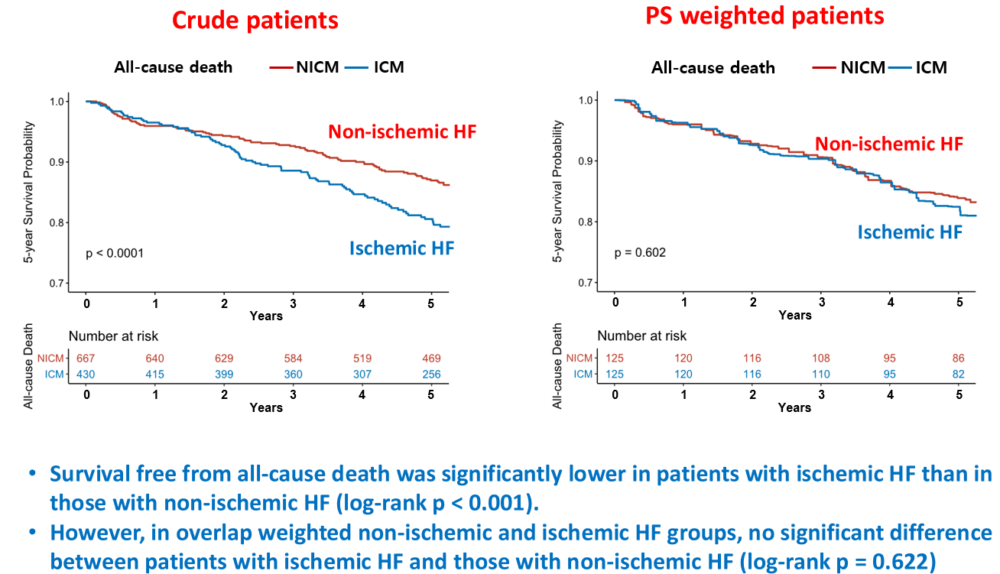 Crude patients
All-cause death NICM ICM
1.0
0.9
0.8
0.7
5-year Survival Probability
Non-ischemic HF
Ischemic HF
p < 0.0001
0 1 2 3 4 5
Years
Number at risk
All-cause Death
NICM 667 640 629 584 519 469
ICM 430 415 399 360 307 256
0 1 2 3 4 5
Years
PS weighted patients
All-cause death NICM ICM
1.0
0.9
0.8
0.7
5-year Survival Probability
Non-ischemic HF
Ischemic HF
p = 0.602
0 1 2 3 4 5
Years
Number at risk
All-cause Death
NICM 125 120 116 108 95 86
ICM 125 120 116 110 95 82
0 1 2 3 4 5
Years
• Survival free from all-cause death was significantly lower in patients with ischemic HF than in
those with non-ischemic HF (log-rank p < 0.001).
• However, in overlap weighted non-ischemic and ischemic HF groups, no significant difference
between patients with ischemic HF and those with non-ischemic HF (log-rank p = 0.622)